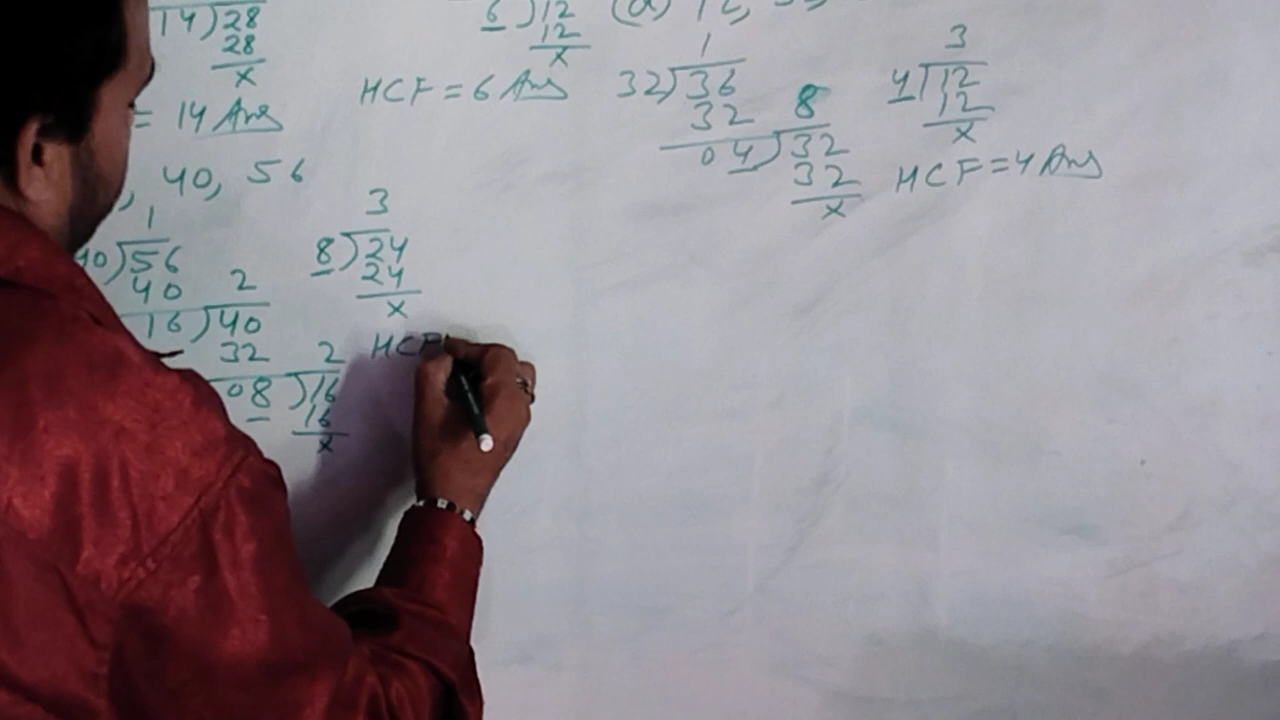 14)28
28
x
= 14 Ans
, 40, 56
1
40)56
40 2
16)40
32 2
08)16
16
x
3
8)24
24
x
HCF
6)12 (d) 12,
12
x
HCF = 6 Ans
1
32)36
32 8
04)32
32
x
3
4)12
12
x
HCF = 4 Ans